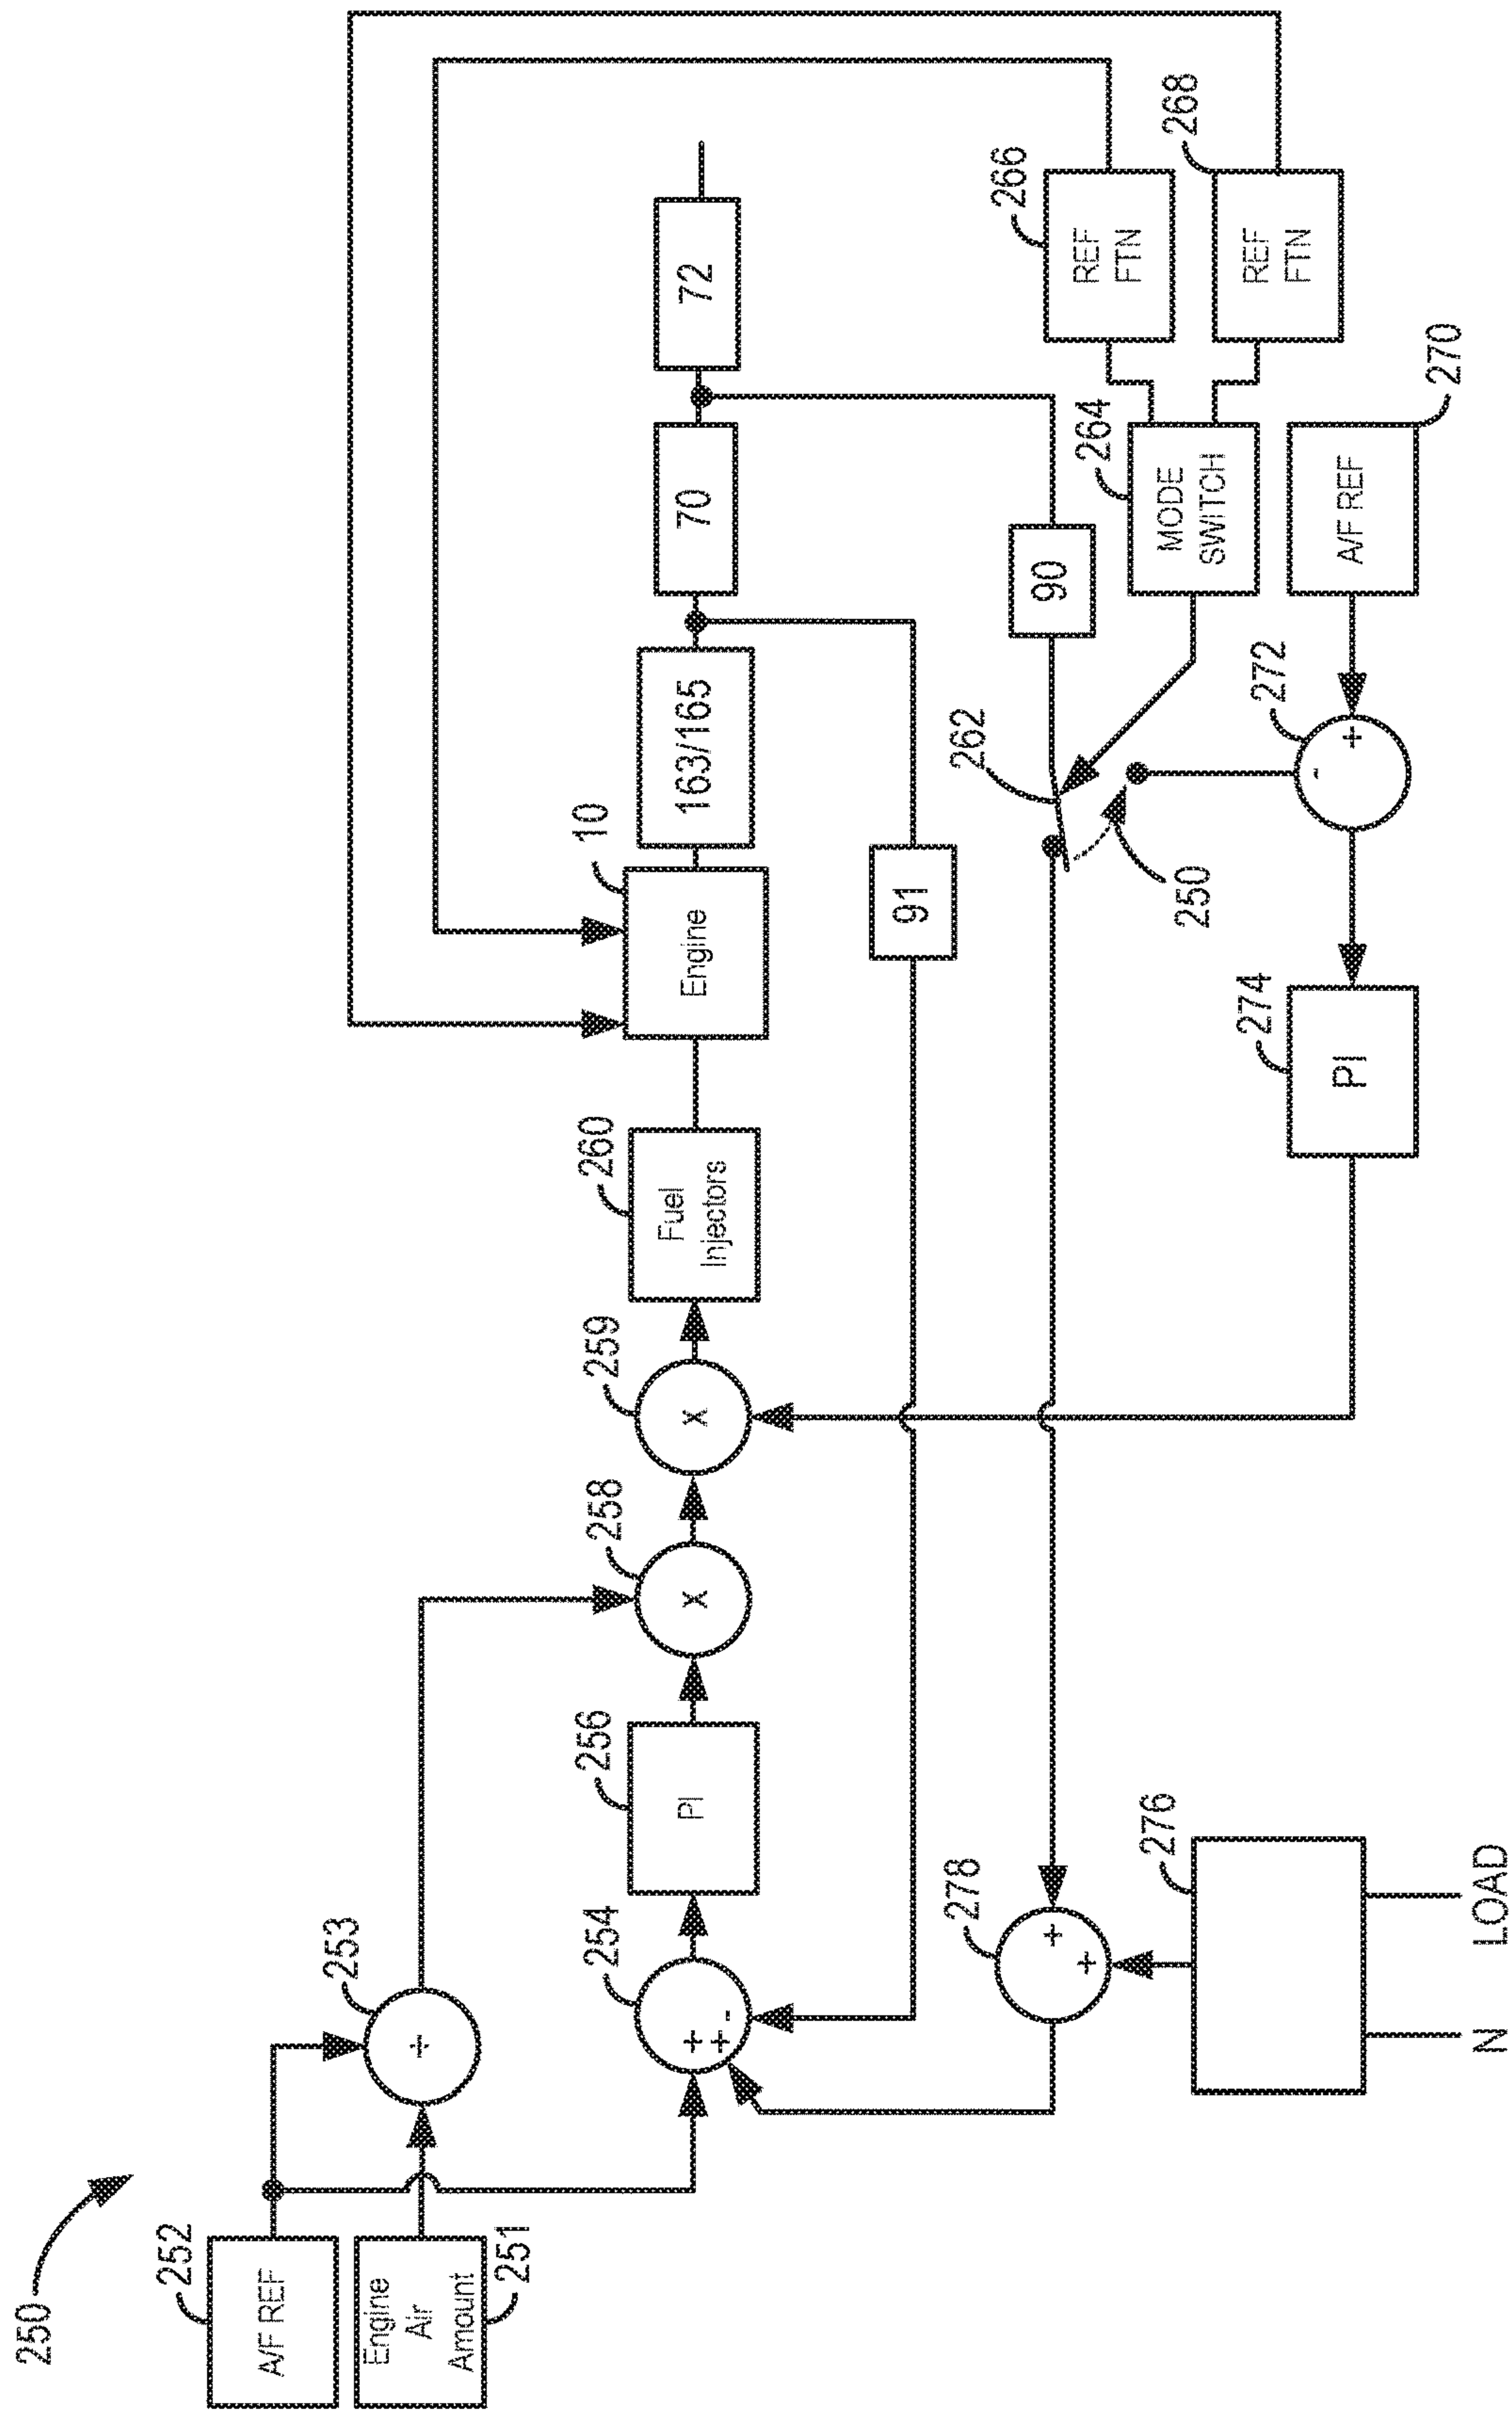 250
252
A/F REF
Engine
Air
Amount
251
253
÷
254
+
+
-
256
PI
258
X
259
X
260
Fuel
Injectors
10
Engine
163/165
70
72
91
90
262
250
264
MODE
SWITCH
266
REF
FTN
268
REF
FTN
270
A/F REF
272
+
-
274
PI
278
+
+
276
N
LOAD